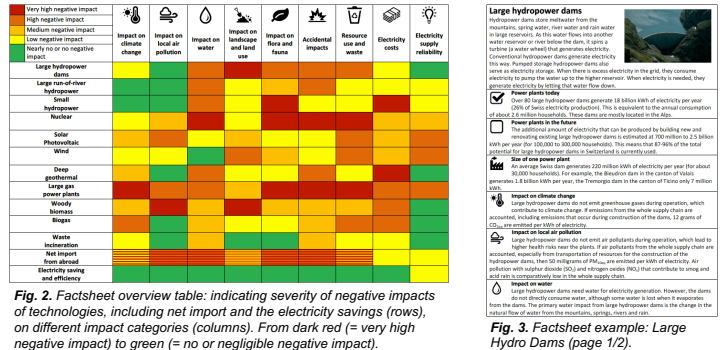 Very high negative impact
High negative impact
Medium negative impact
Low negative impact
Nearly no or no negative
impact
Impact on
climate
change
Impact on
local air
pollution
Impact on
water
Impact on
landscape
and land
use
Impact on
flora and
fauna
Accidental
impacts
Resource
use and
waste
Electricity
costs
Electricity
supply
reliability
Large hydropower
dams
Large run-of-river
hydropower
Small
hydropower
Nuclear
Solar
Photovoltaic
Wind
Deep
geothermal
Large gas
power plants
Woody
biomass
Biogas
Waste
incineration
Net import
from abroad
Electricity saving
and efficiency
Fig. 2. Factsheet overview table: indicating severity of negative impacts
of technologies, including net import and the electricity savings (rows),
on different impact categories (columns). From dark red (= very high
negative impact) to green (= no or negligible negative impact).
Large hydropower dams
Hydropower dams store meltwater from the
mountains, spring water, river water and rain water
in large reservoirs. As this water flows into another
water reservoir or river below the dam, it spins a
turbine (a water wheel) that generates electricity.
Conventional hydropower dams generate electricity
this way. Pumped storage hydropower dams also
serve as electricity storage. When there is excess electricity in the grid, they consume
electricity to pump the water up to the higher reservoir. When electricity is needed, they
generate electricity by letting that water flow down.
Power plants today
Over 80 large hydropower dams generate 18 billion kWh of electricity per year
(26% of Swiss electricity production). This is equivalent to the annual consumption
of about 2.6 million households. These dams are mostly located in the Alps.
Power plants in the future
The additional amount of electricity that can be produced by building new and
renovating existing large hydropower dams is estimated at 700 million to 2.5 billion
kWh per year (for 100,000 to 300,000 households). This means that 87-96% of the total
potential for large hydropower dams in Switzerland is currently used.
Size of one power plant
An average Swiss dam generates 220 million kWh of electricity per year (for about
30,000 households). For example, the Bieudron dam in the canton of Valais
generates 1.8 billion kWh per year, the Tremorgio dam in the canton of Ticino only 7 million
kWh.
Impact on climate change
Large hydropower dams do not emit greenhouse gases during operation, which
contribute to climate change. If emissions from the whole supply chain are
accounted, including emissions that occur during construction of the dams, 12 grams of
CO2eq are emitted per kWh of electricity.
Impact on local air pollution
Large hydropower dams do not emit air pollutants during operation, which lead to
higher health risks near the plants. If air pollutants from the whole supply chain are
accounted, especially from transportation of resources for the construction of the
hydropower dams, then 50 milligrams of PM10eq are emitted per kWh of electricity. Air
pollution with sulphur dioxide (SO2) and nitrogen oxides (NOx) that contribute to smog and
acid rain is comparatively low in the whole supply chain.
Impact on water
Large hydropower dams need water for electricity generation. However, the dams
do not directly consume water, although some water is lost when it evaporates
from the dams. The primary water impact from large hydropower dams is the change in the
natural flow of water from the mountains, springs, rivers and rain.
Fig. 3. Factsheet example: Large
Hydro Dams (page 1/2).